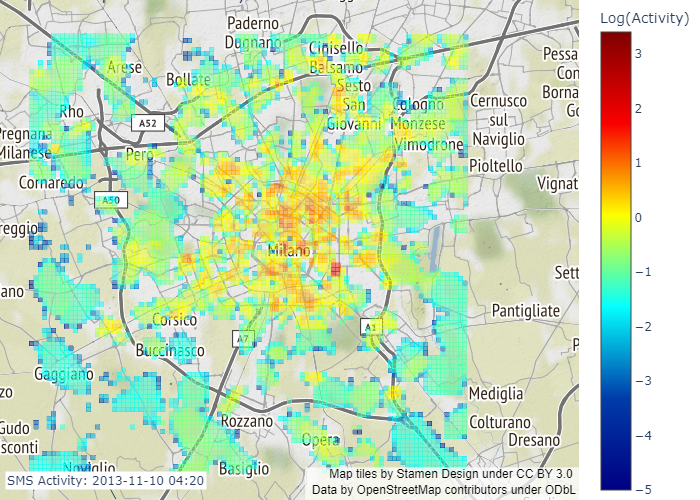 Log(Activity)
Paderno
Dugnano
Cinisello
Balsamo
Arese
Bollate
Sesto
San
Giovanni
Cologno
Monzese
Cernusco
sul
Naviglio
Rho
A52
Pero
Vimodrone
Pioltello
Cornaredo
A50
Milano
Corsico
A7
A1
Buccinasco
Pantigliate
Gaggiano
Mediglia
Rozzano
Colturano
Dresano
Opera
Basiglio
Noviglio
Pregnana
Milanese
Pessa
Con
Borna
Go
Vignat
reggio
ano
Sett
P
zo
Gudo
sconti
SMS Activity: 2013-11-10 04:20
Map tiles by Stamen Design under CC BY 3.0
Data by OpenStreetMap contributors under ODbL
3
2
1
0
−1
−2
−3
−4
−5